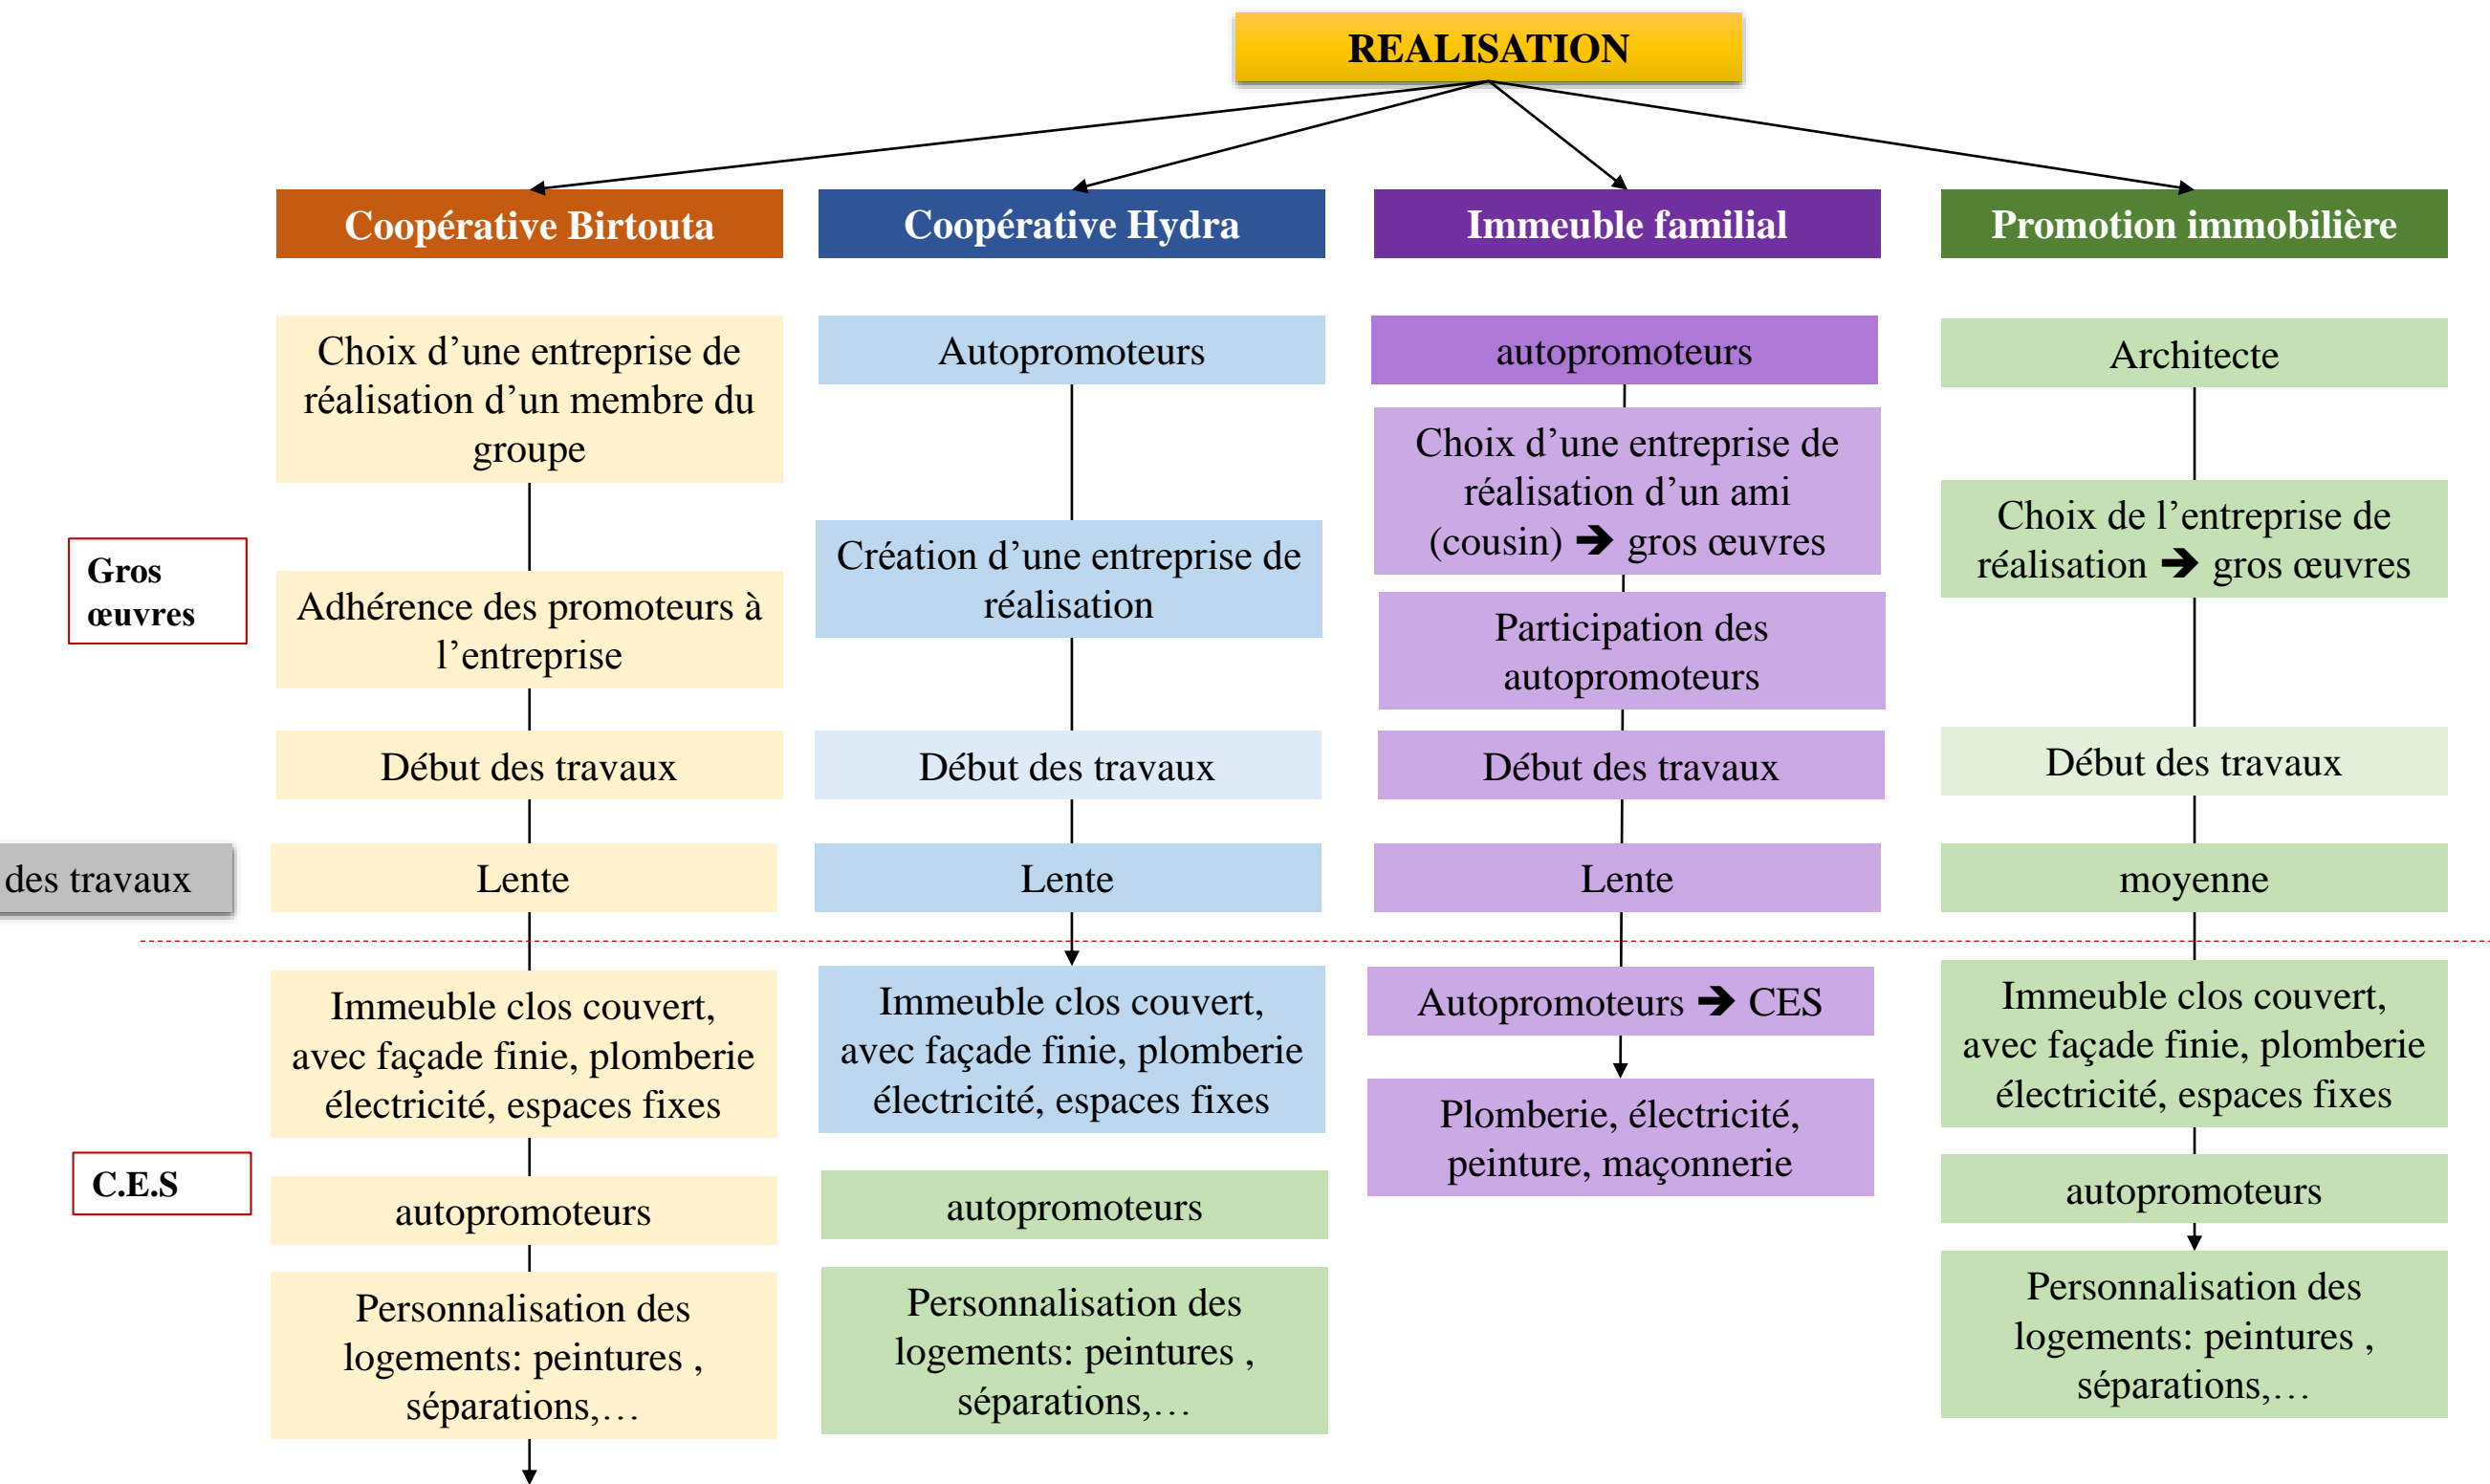 REALISATION
Coopérative Birtouta
Coopérative Hydra
Immeuble familial
Promotion immobilière
Choix d’une entreprise de
réalisation d’un membre du
groupe
Autopromoteurs
autopromoteurs
Architecte
Choix d’une entreprise de
réalisation d’un ami
(cousin) ➔ gros œuvres
Choix de l’entreprise de
réalisation ➔ gros œuvres
Gros
œuvres
Création d’une entreprise de
réalisation
Adhérence des promoteurs à
l’entreprise
Participation des
autopromoteurs
Début des travaux
Début des travaux
Début des travaux
Début des travaux
des travaux
Lente
Lente
Lente
moyenne
Immeuble clos couvert,
avec façade finie, plomberie
électricité, espaces fixes
Immeuble clos couvert,
avec façade finie, plomberie
électricité, espaces fixes
Autopromoteurs ➔ CES
Immeuble clos couvert,
avec façade finie, plomberie
électricité, espaces fixes
Plomberie, électricité,
peinture, maçonnerie
C.E.S
autopromoteurs
autopromoteurs
autopromoteurs
Personnalisation des
logements: peintures ,
séparations,…
Personnalisation des
logements: peintures ,
séparations,…
Personnalisation des
logements: peintures ,
séparations,…